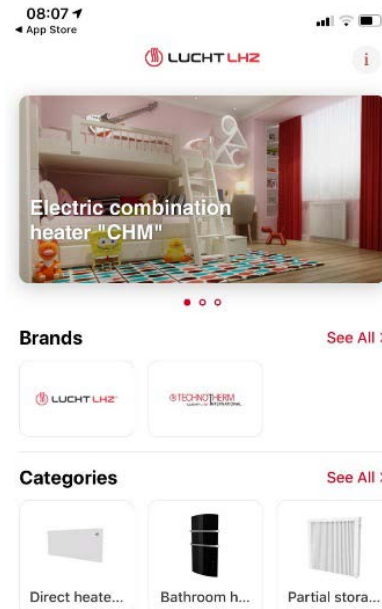 08:07
App Store
LUCHT LHZ
i
Electric combination
heater "CHM"
Brands
See All
LUCHT LHZ
TECHNOTHERM
INTERNATIONAL
Categories
See All
Direct heate...
Bathroom h...
Partial stora...